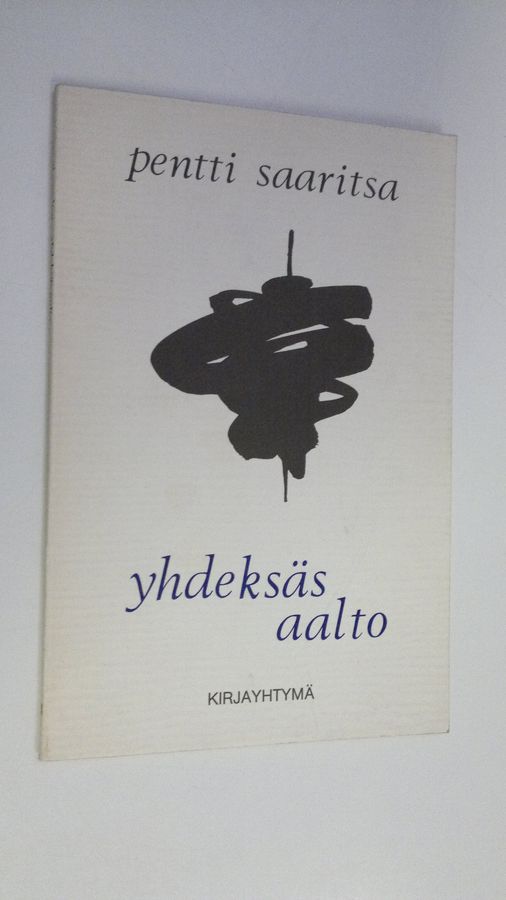 pentti saaritsa
yhdeksäs
aalto
KIRJAYHTYMÄ